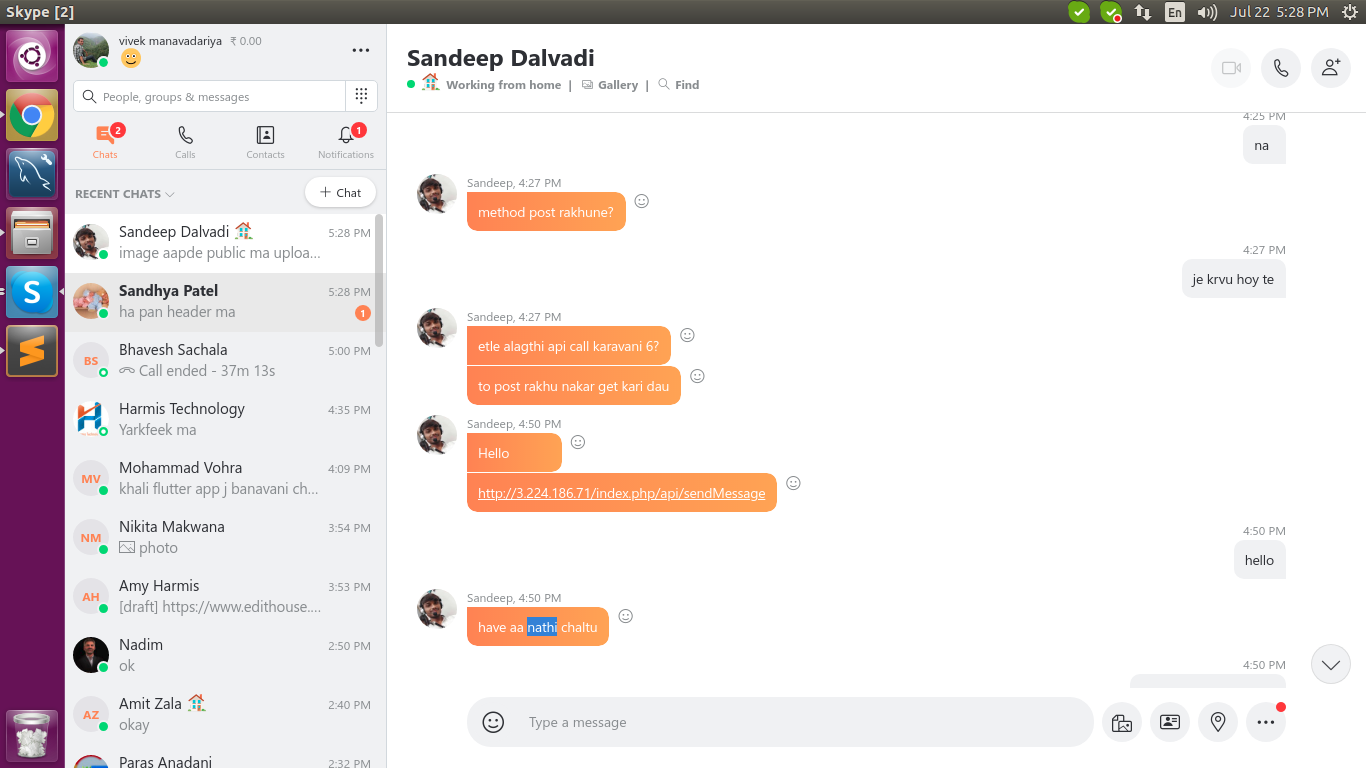 Skype [2]
En
Jul 22 5:28 PM
vivek manavadariya ₹ 0.00
People, groups & messages
2
1
Chats
Calls
Contacts
Notifications
RECENT CHATS
+ Chat
Sandeep Dalvadi
5:28 PM
image aapde public ma uploa...
Sandhya Patel
5:28 PM
ha pan header ma
1
BS
Bhavesh Sachala
5:00 PM
Call ended - 37m 13s
Harmis Technology
4:35 PM
Yarkfeek ma
MV
Mohammad Vohra
4:09 PM
khali flutter app j banavani ch...
NM
Nikita Makwana
3:54 PM
photo
AH
Amy Harmis
3:53 PM
[draft] https://www.edithouse....
Nadim
2:50 PM
ok
AZ
Amit Zala
2:40 PM
okay
Paras Anadani
2:32 PM
Sandeep Dalvadi
Working from home | Gallery | Find
4:25 PM
na
Sandeep, 4:27 PM
method post rakhune?
4:27 PM
je krvu hoy te
Sandeep, 4:27 PM
etle alagthi api call karavani 6?
to post rakhu nakar get kari dau
Sandeep, 4:50 PM
Hello
http://3.224.186.71/index.php/api/sendMessage
4:50 PM
hello
Sandeep, 4:50 PM
have aa nathi chaltu
4:50 PM
Type a message